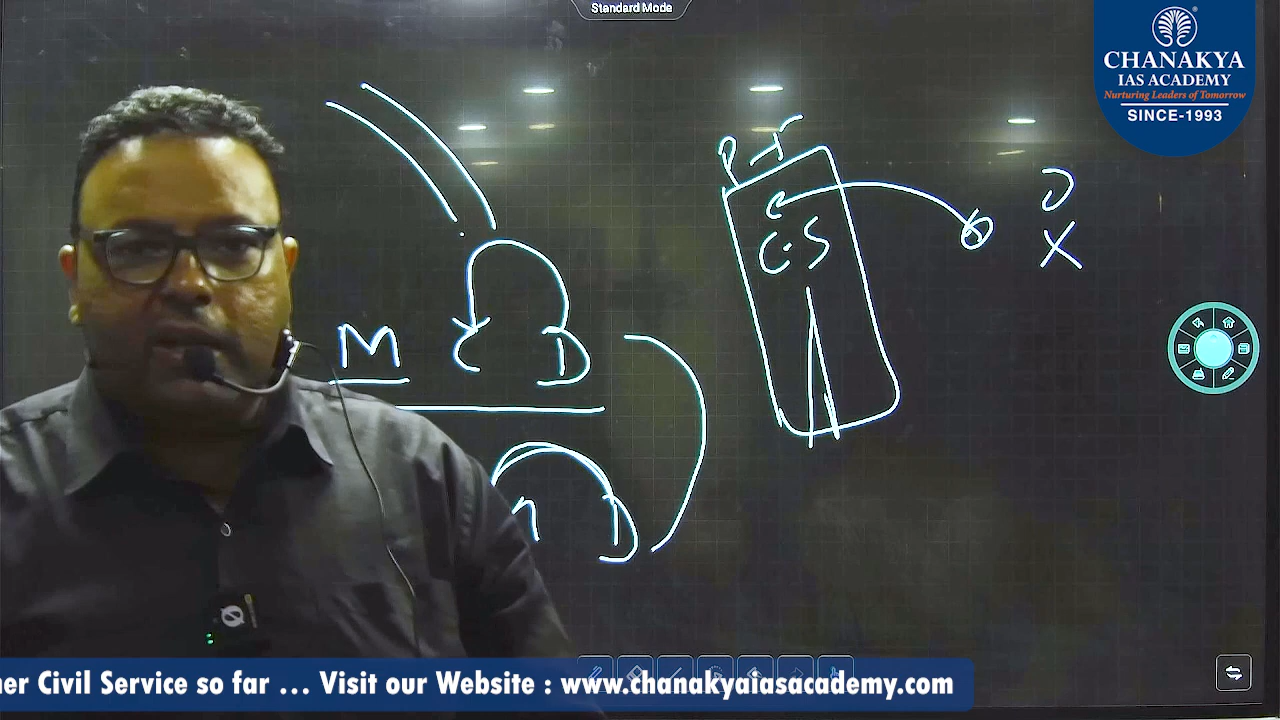 Standard Mode
CHANAKYA
IAS ACADEMY
Nurturing Leaders of Tomorrow
SINCE-1993
C.S
X
M C D
D
ner Civil Service so far ... Visit our Website : www.chanakyaiasacademy.com